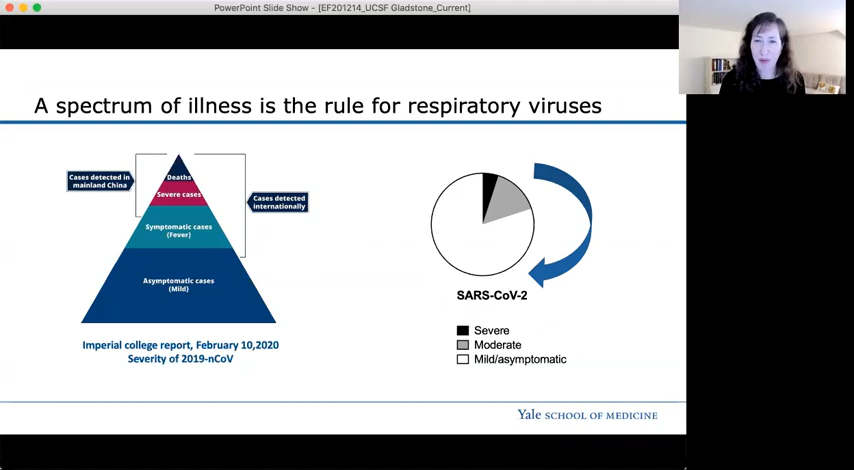 PowerPoint Slide Show - [EF201214_UCSF Gladstone_Current]
A spectrum of illness is the rule for respiratory viruses
Cases detected in
mainland China
Deaths
Severe cases
Cases detected
internationally
Symptomatic cases
(Fever)
Asymptomatic cases
(Mild)
Imperial college report, February 10,2020
Severity of 2019-nCoV
SARS-CoV-2
Severe
Moderate
Mild/asymptomatic
Yale SCHOOL OF MEDICINE